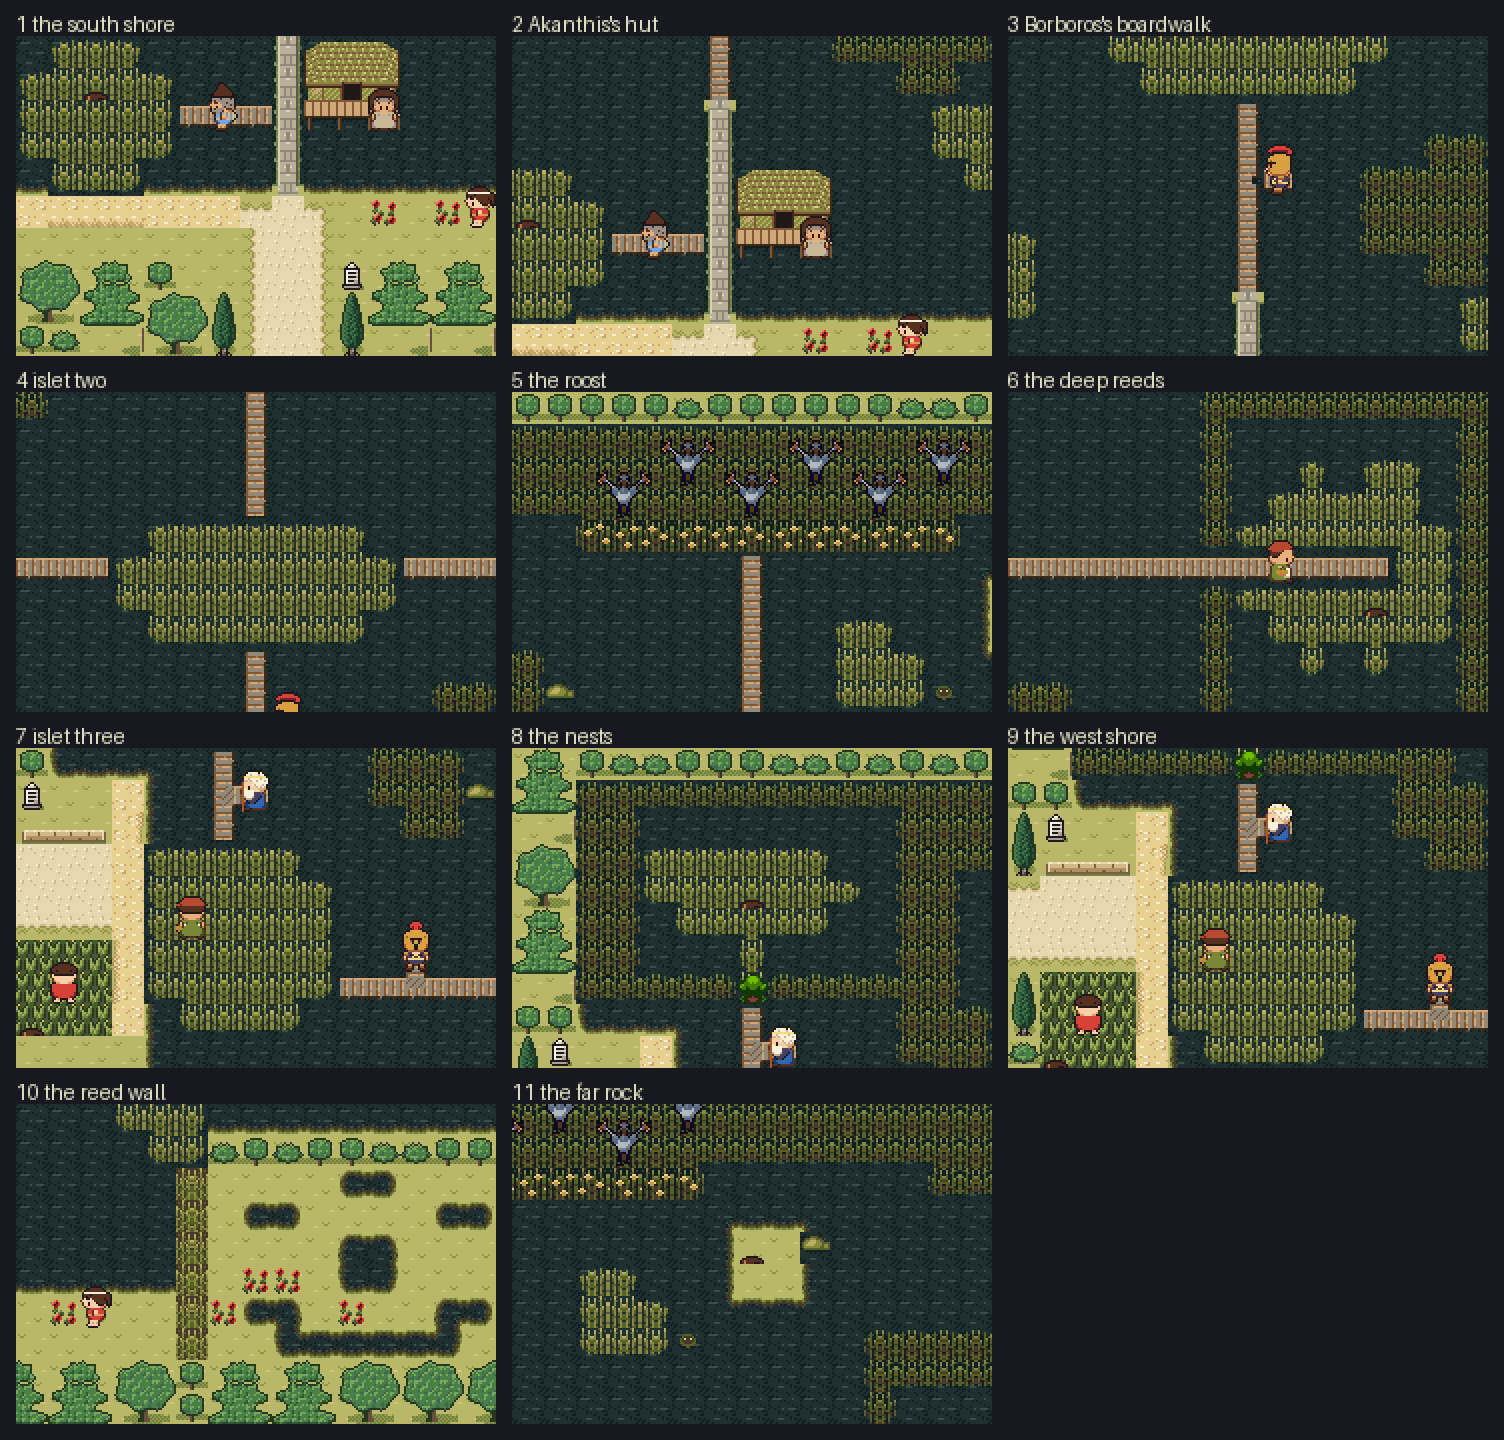 1 the south shore
2 Akanthis's hut
3 Borboros's boardwalk
4 islet two
5 the roost
6 the deep reeds
7 islet three
8 the nests
9 the west shore
10 the reed wall
11 the far rock